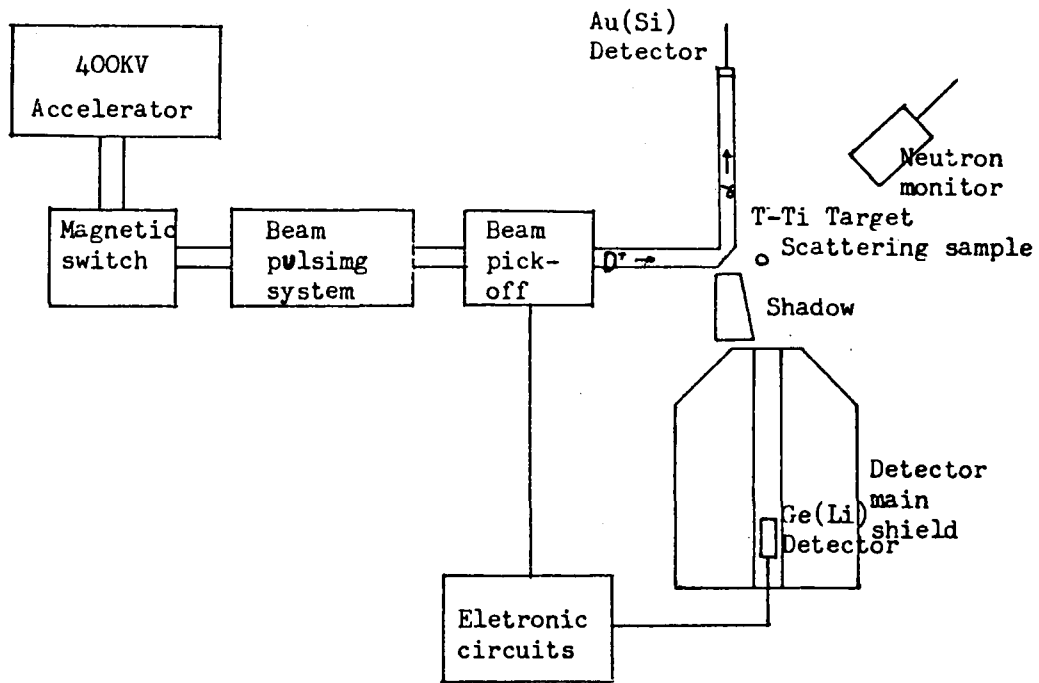 Au(Si)
Detector
400KV
Accelerator
Neutron
monitor
T-Ti Target
Scattering sample
Magnetic
switch
Beam
pulsimg
system
Beam
pick-
off
D⁺ →
Shadow
Detector
main
shield
Ge(Li)
Detector
Eletronic
circuits